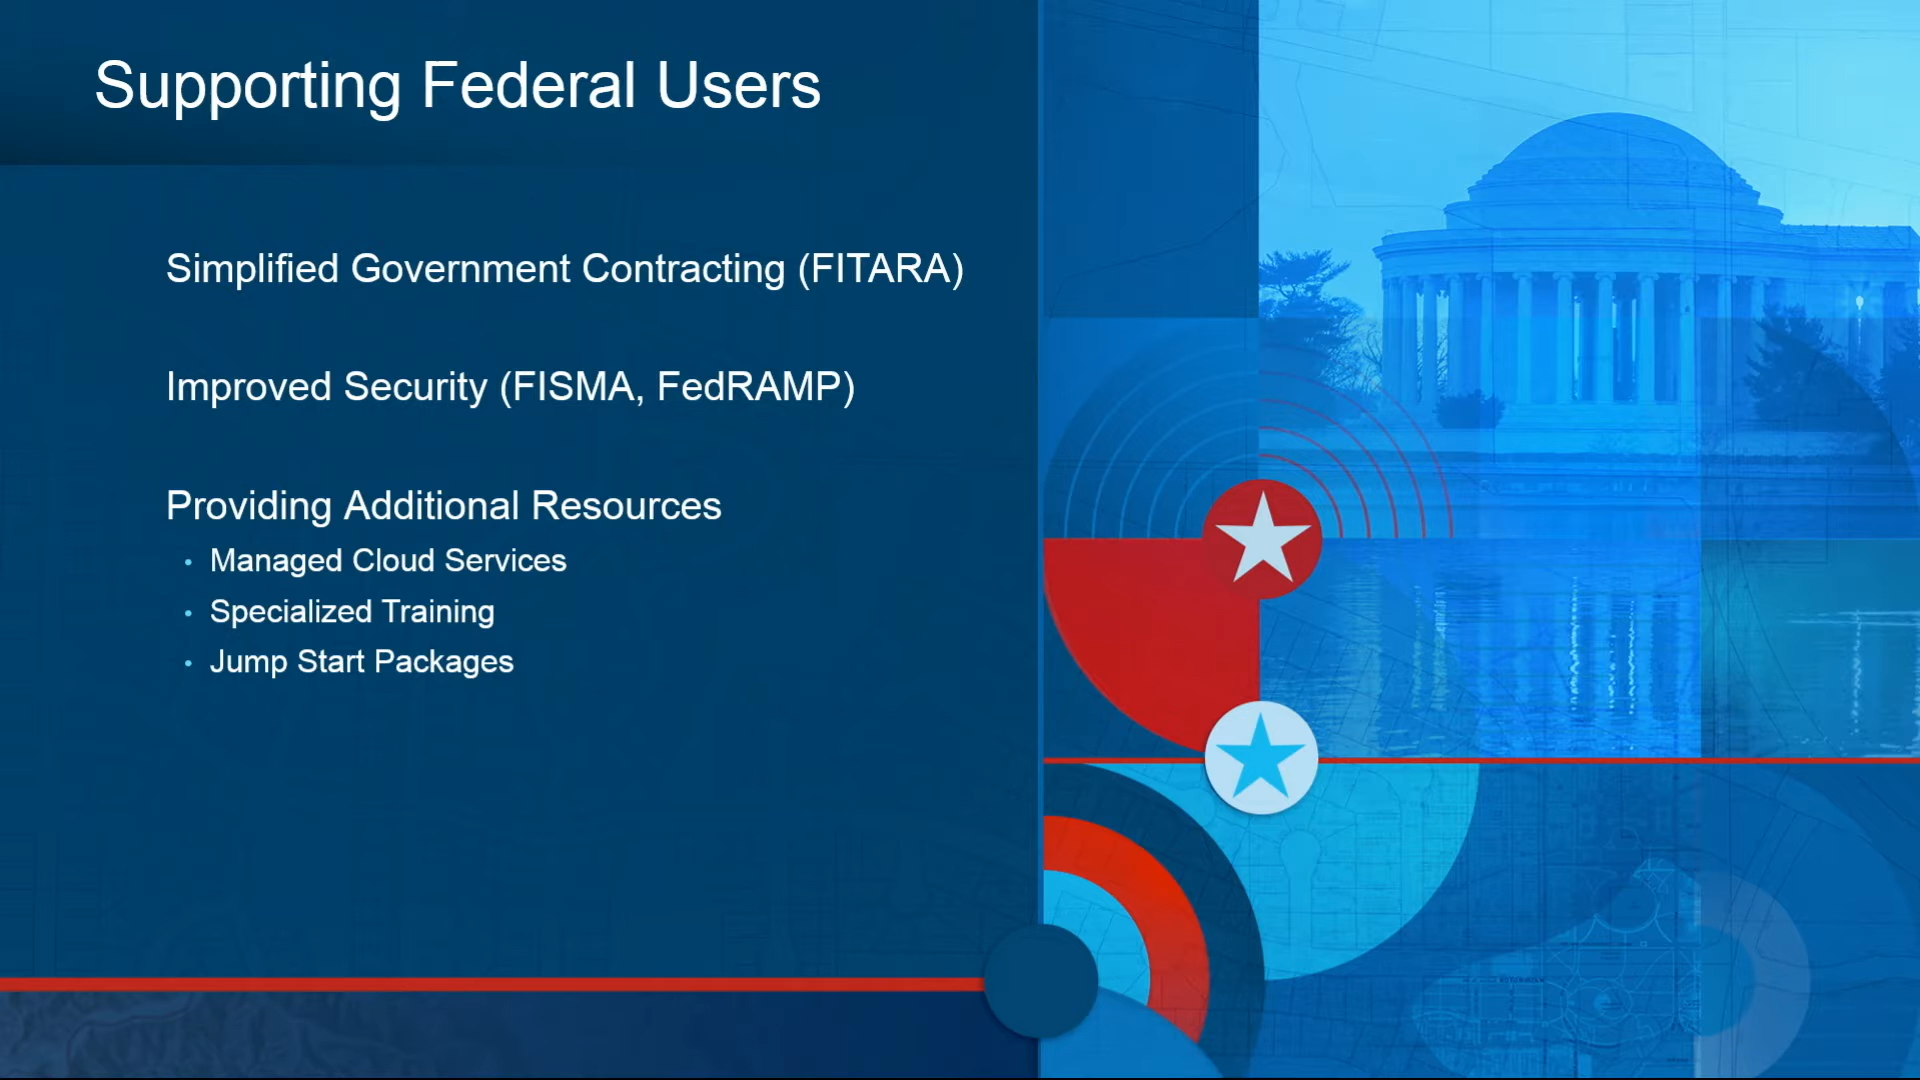 Supporting Federal Users
Simplified Government Contracting (FITARA)
Improved Security (FISMA, FedRAMP)
Providing Additional Resources
• Managed Cloud Services
• Specialized Training
• Jump Start Packages